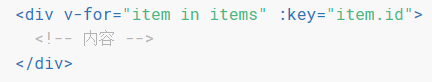 <div v-for="item in items" :key="item.id">
  <!-- 内容 -->
</div>